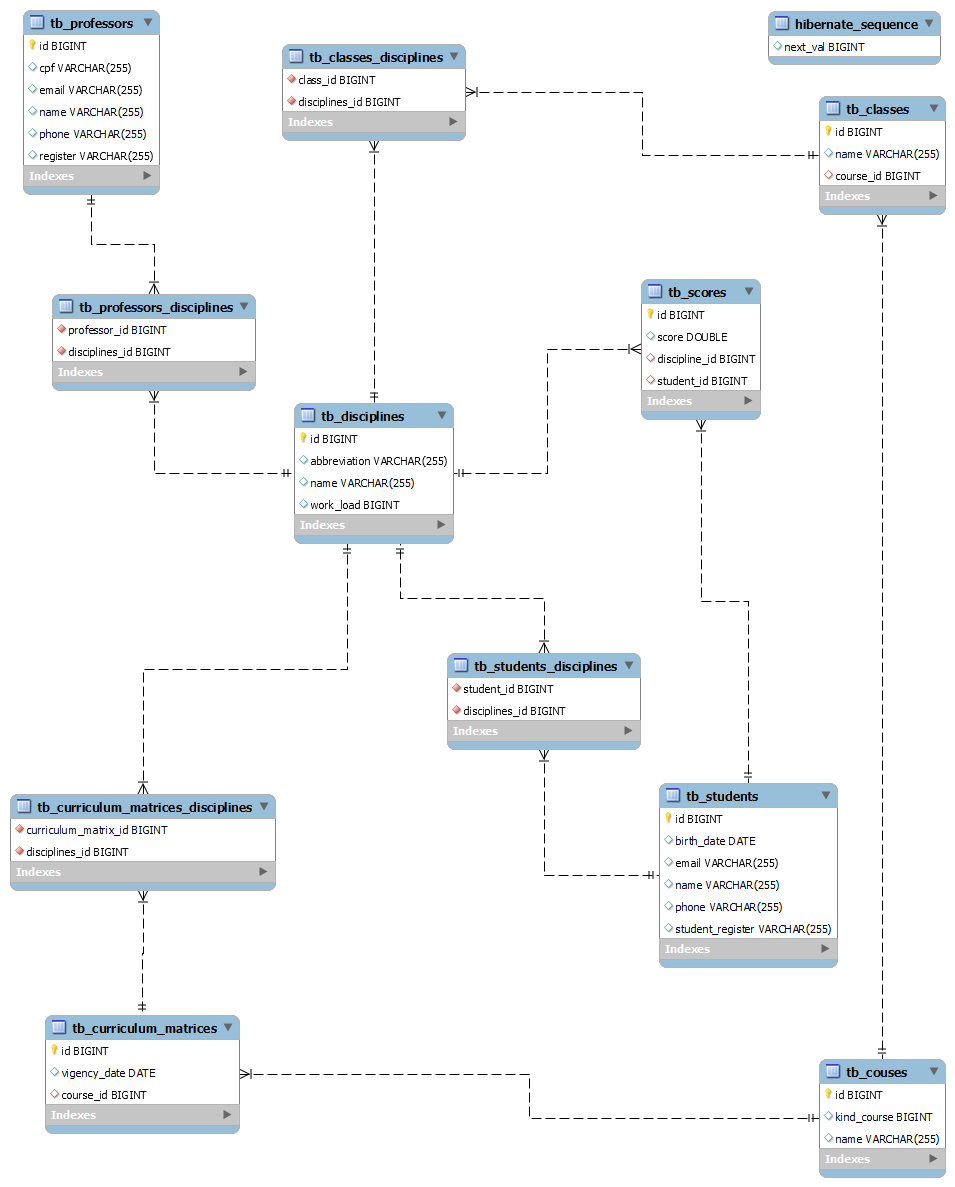 tb_professors
id BIGINT
cpf VARCHAR(255)
email VARCHAR(255)
name VARCHAR(255)
phone VARCHAR(255)
register VARCHAR(255)
Indexes
tb_classes_disciplines
class_id BIGINT
disciplines_id BIGINT
Indexes
hibernate_sequence
next_val BIGINT
tb_classes
id BIGINT
name VARCHAR(255)
course_id BIGINT
Indexes
tb_professors_disciplines
professor_id BIGINT
disciplines_id BIGINT
Indexes
tb_scores
id BIGINT
score DOUBLE
discipline_id BIGINT
student_id BIGINT
Indexes
tb_disciplines
id BIGINT
abbreviation VARCHAR(255)
name VARCHAR(255)
work_load BIGINT
Indexes
tb_students_disciplines
student_id BIGINT
disciplines_id BIGINT
Indexes
tb_students
id BIGINT
birth_date DATE
email VARCHAR(255)
name VARCHAR(255)
phone VARCHAR(255)
student_register VARCHAR(255)
Indexes
tb_curriculum_matrices_disciplines
curriculum_matrix_id BIGINT
disciplines_id BIGINT
Indexes
tb_curriculum_matrices
id BIGINT
vigency_date DATE
course_id BIGINT
Indexes
tb_couses
id BIGINT
kind_course BIGINT
name VARCHAR(255)
Indexes